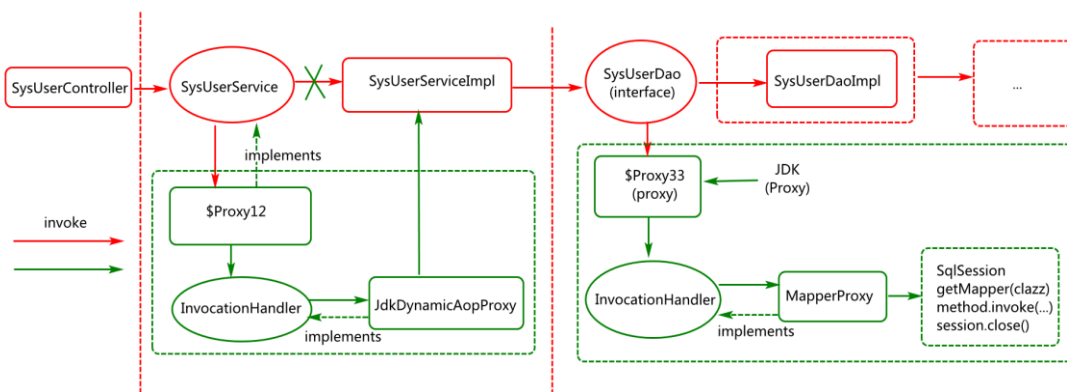 SysUserController
SysUserService
SysUserServiceImpl
SysUserDao
(interface)
SysUserDaoImpl
...
implements
$Proxy12
$Proxy33
(proxy)
JDK
(Proxy)
invoke
InvocationHandler
JdkDynamicAopProxy
implements
InvocationHandler
MapperProxy
implements
SqlSession
getMapper(clazz)
method.invoke(...)
session.close()